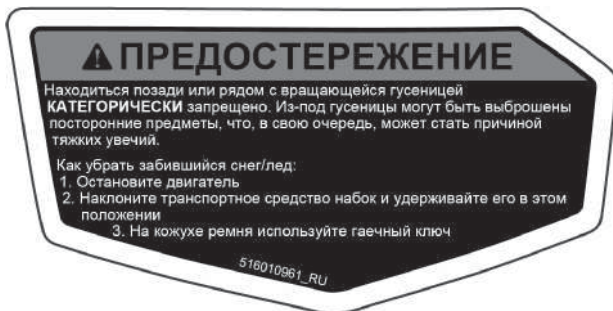 ⚠ ПРЕДОСТЕРЕЖЕНИЕ
Находиться позади или рядом с вращающейся гусеницей
КАТЕГОРИЧЕСКИ запрещено. Из-под гусеницы могут быть выброшены
посторонние предметы, что, в свою очередь, может стать причиной
тяжких увечий.
Как убрать забившийся снег/лед:
1. Остановите двигатель
2. Наклоните транспортное средство набок и удерживайте его в этом
положении
3. На кожухе ремня используйте гаечный ключ
516010961_RU